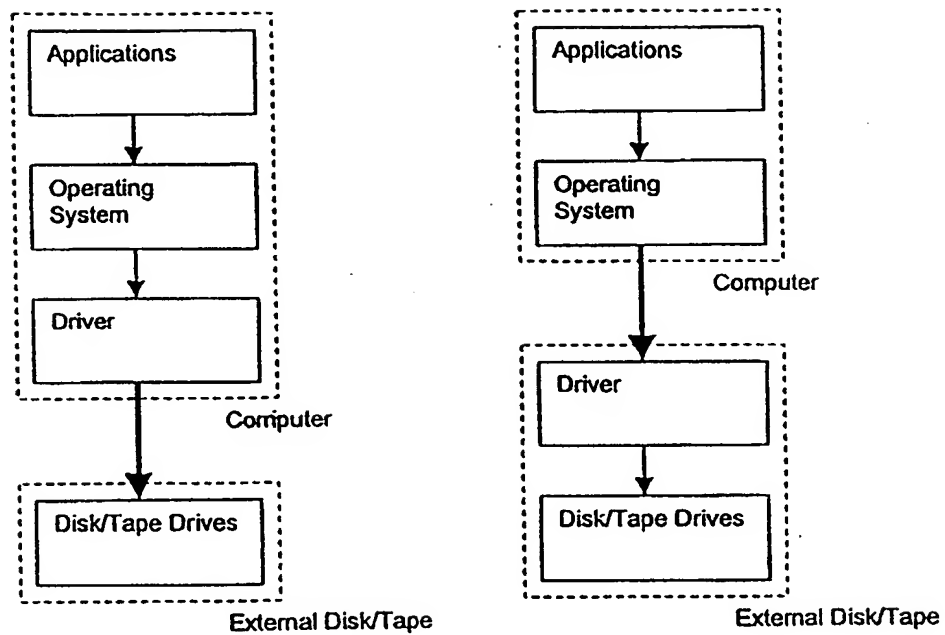 Applications
Operating
System
Driver
Computer
Disk/Tape Drives
External Disk/Tape
Applications
Operating
System
Computer
Driver
Disk/Tape Drives
External Disk/Tape